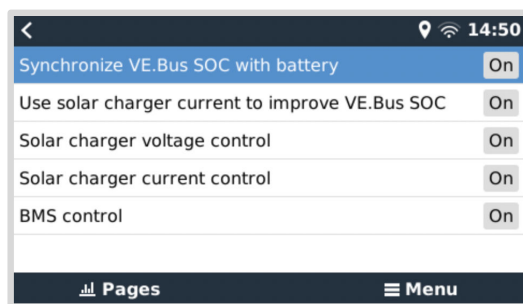 14:50
Synchronize VE.Bus SOC with battery On
Use solar charger current to improve VE.Bus SOC On
Solar charger voltage control On
Solar charger current control On
BMS control On
Pages Menu